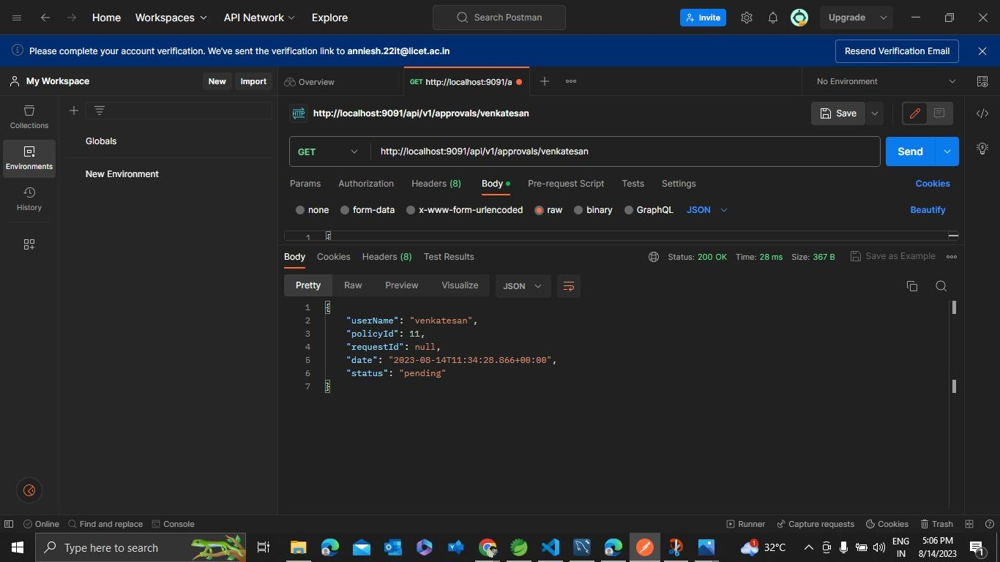 Home Workspaces API Network Explore Search Postman Invite Upgrade
Please complete your account verification. We've sent the verification link to anniesh.22it@licet.ac.in Resend Verification Email
My Workspace New Import Overview GET http://localhost:9091/a No Environment
Collections
Environments
History
Globals
New Environment
HTTP http://localhost:9091/api/v1/approvals/venkatesan Save
GET http://localhost:9091/api/v1/approvals/venkatesan Send
Params Authorization Headers (8) Body Pre-request Script Tests Settings Cookies
none form-data x-www-form-urlencoded raw binary GraphQL JSON Beautify
1 {
Body Cookies Headers (8) Test Results Status: 200 OK Time: 28 ms Size: 367 B Save as Example
Pretty Raw Preview Visualize JSON
1 {
2 "userName": "venkatesan",
3 "policyId": 11,
4 "requestId": null,
5 "date": "2023-08-14T11:34:28.866+00:00",
6 "status": "pending"
7 }
Online Find and replace Console Runner Capture requests Cookies Trash
Type here to search 1 32°C ENG IN 5:06 PM 8/14/2023 1